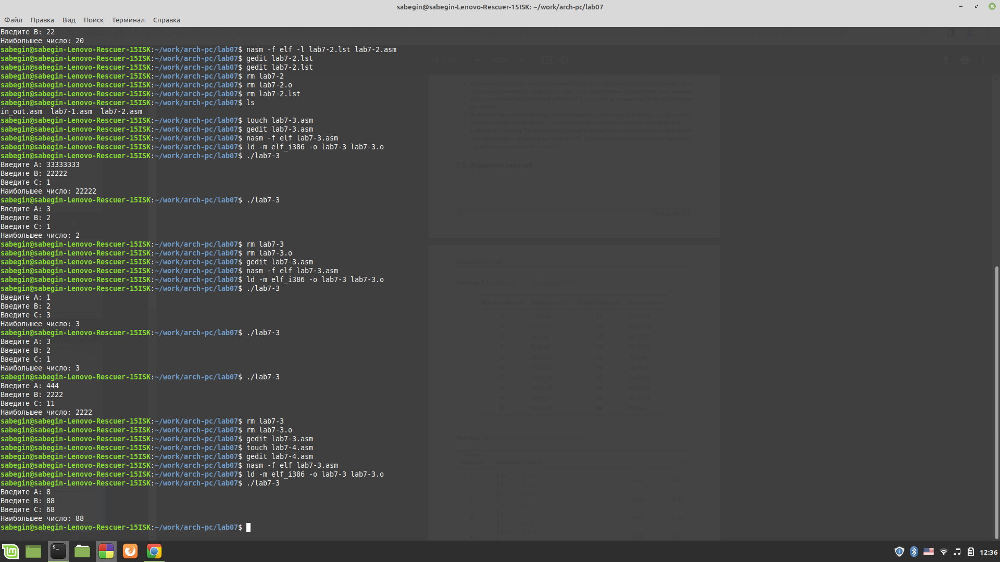 sabegin@sabegin-Lenovo-Rescuer-15ISK: ~/work/arch-pc/lab07
Файл Правка Вид Поиск Терминал Справка
Введите B: 22
Наибольшее число: 20
sabegin@sabegin-Lenovo-Rescuer-15ISK:~/work/arch-pc/lab07$ nasm -f elf -l lab7-2.lst lab7-2.asm
sabegin@sabegin-Lenovo-Rescuer-15ISK:~/work/arch-pc/lab07$ gedit lab7-2.lst
sabegin@sabegin-Lenovo-Rescuer-15ISK:~/work/arch-pc/lab07$ gedit lab7-2.lst
sabegin@sabegin-Lenovo-Rescuer-15ISK:~/work/arch-pc/lab07$ rm lab7-2
sabegin@sabegin-Lenovo-Rescuer-15ISK:~/work/arch-pc/lab07$ rm lab7-2.o
sabegin@sabegin-Lenovo-Rescuer-15ISK:~/work/arch-pc/lab07$ rm lab7-2.lst
sabegin@sabegin-Lenovo-Rescuer-15ISK:~/work/arch-pc/lab07$ ls
in_out.asm  lab7-1.asm  lab7-2.asm
sabegin@sabegin-Lenovo-Rescuer-15ISK:~/work/arch-pc/lab07$ touch lab7-3.asm
sabegin@sabegin-Lenovo-Rescuer-15ISK:~/work/arch-pc/lab07$ gedit lab7-3.asm
sabegin@sabegin-Lenovo-Rescuer-15ISK:~/work/arch-pc/lab07$ nasm -f elf lab7-3.asm
sabegin@sabegin-Lenovo-Rescuer-15ISK:~/work/arch-pc/lab07$ ld -m elf_i386 -o lab7-3 lab7-3.o
sabegin@sabegin-Lenovo-Rescuer-15ISK:~/work/arch-pc/lab07$ ./lab7-3
Введите A: 33333333
Введите B: 22222
Введите C: 1
Наибольшее число: 22222
sabegin@sabegin-Lenovo-Rescuer-15ISK:~/work/arch-pc/lab07$ ./lab7-3
Введите A: 3
Введите B: 2
Введите C: 1
Наибольшее число: 2
sabegin@sabegin-Lenovo-Rescuer-15ISK:~/work/arch-pc/lab07$ rm lab7-3
sabegin@sabegin-Lenovo-Rescuer-15ISK:~/work/arch-pc/lab07$ rm lab7-3.o
sabegin@sabegin-Lenovo-Rescuer-15ISK:~/work/arch-pc/lab07$ gedit lab7-3.asm
sabegin@sabegin-Lenovo-Rescuer-15ISK:~/work/arch-pc/lab07$ nasm -f elf lab7-3.asm
sabegin@sabegin-Lenovo-Rescuer-15ISK:~/work/arch-pc/lab07$ ld -m elf_i386 -o lab7-3 lab7-3.o
sabegin@sabegin-Lenovo-Rescuer-15ISK:~/work/arch-pc/lab07$ ./lab7-3
Введите A: 1
Введите B: 2
Введите C: 3
Наибольшее число: 3
sabegin@sabegin-Lenovo-Rescuer-15ISK:~/work/arch-pc/lab07$ ./lab7-3
Введите A: 3
Введите B: 2
Введите C: 1
Наибольшее число: 3
sabegin@sabegin-Lenovo-Rescuer-15ISK:~/work/arch-pc/lab07$ ./lab7-3
Введите A: 444
Введите B: 2222
Введите C: 11
Наибольшее число: 2222
sabegin@sabegin-Lenovo-Rescuer-15ISK:~/work/arch-pc/lab07$ rm lab7-3
sabegin@sabegin-Lenovo-Rescuer-15ISK:~/work/arch-pc/lab07$ rm lab7-3.o
sabegin@sabegin-Lenovo-Rescuer-15ISK:~/work/arch-pc/lab07$ gedit lab7-3.asm
sabegin@sabegin-Lenovo-Rescuer-15ISK:~/work/arch-pc/lab07$ touch lab7-4.asm
sabegin@sabegin-Lenovo-Rescuer-15ISK:~/work/arch-pc/lab07$ gedit lab7-4.asm
sabegin@sabegin-Lenovo-Rescuer-15ISK:~/work/arch-pc/lab07$ nasm -f elf lab7-3.asm
sabegin@sabegin-Lenovo-Rescuer-15ISK:~/work/arch-pc/lab07$ ld -m elf_i386 -o lab7-3 lab7-3.o
sabegin@sabegin-Lenovo-Rescuer-15ISK:~/work/arch-pc/lab07$ ./lab7-3
Введите A: 8
Введите B: 88
Введите C: 68
Наибольшее число: 88
sabegin@sabegin-Lenovo-Rescuer-15ISK:~/work/arch-pc/lab07$
12:36